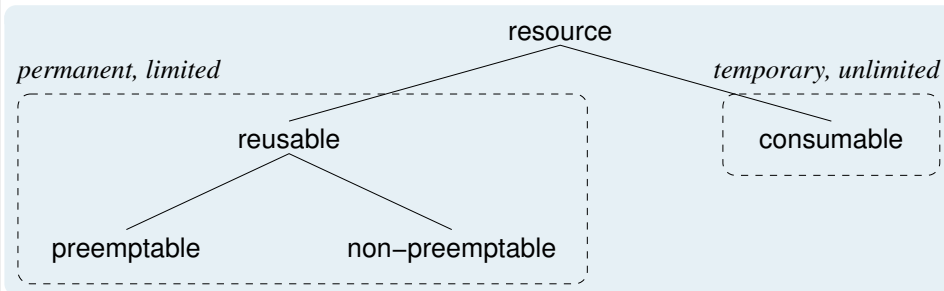 resource
permanent, limited
temporary, unlimited
reusable
consumable
preemptable
non−preemptable